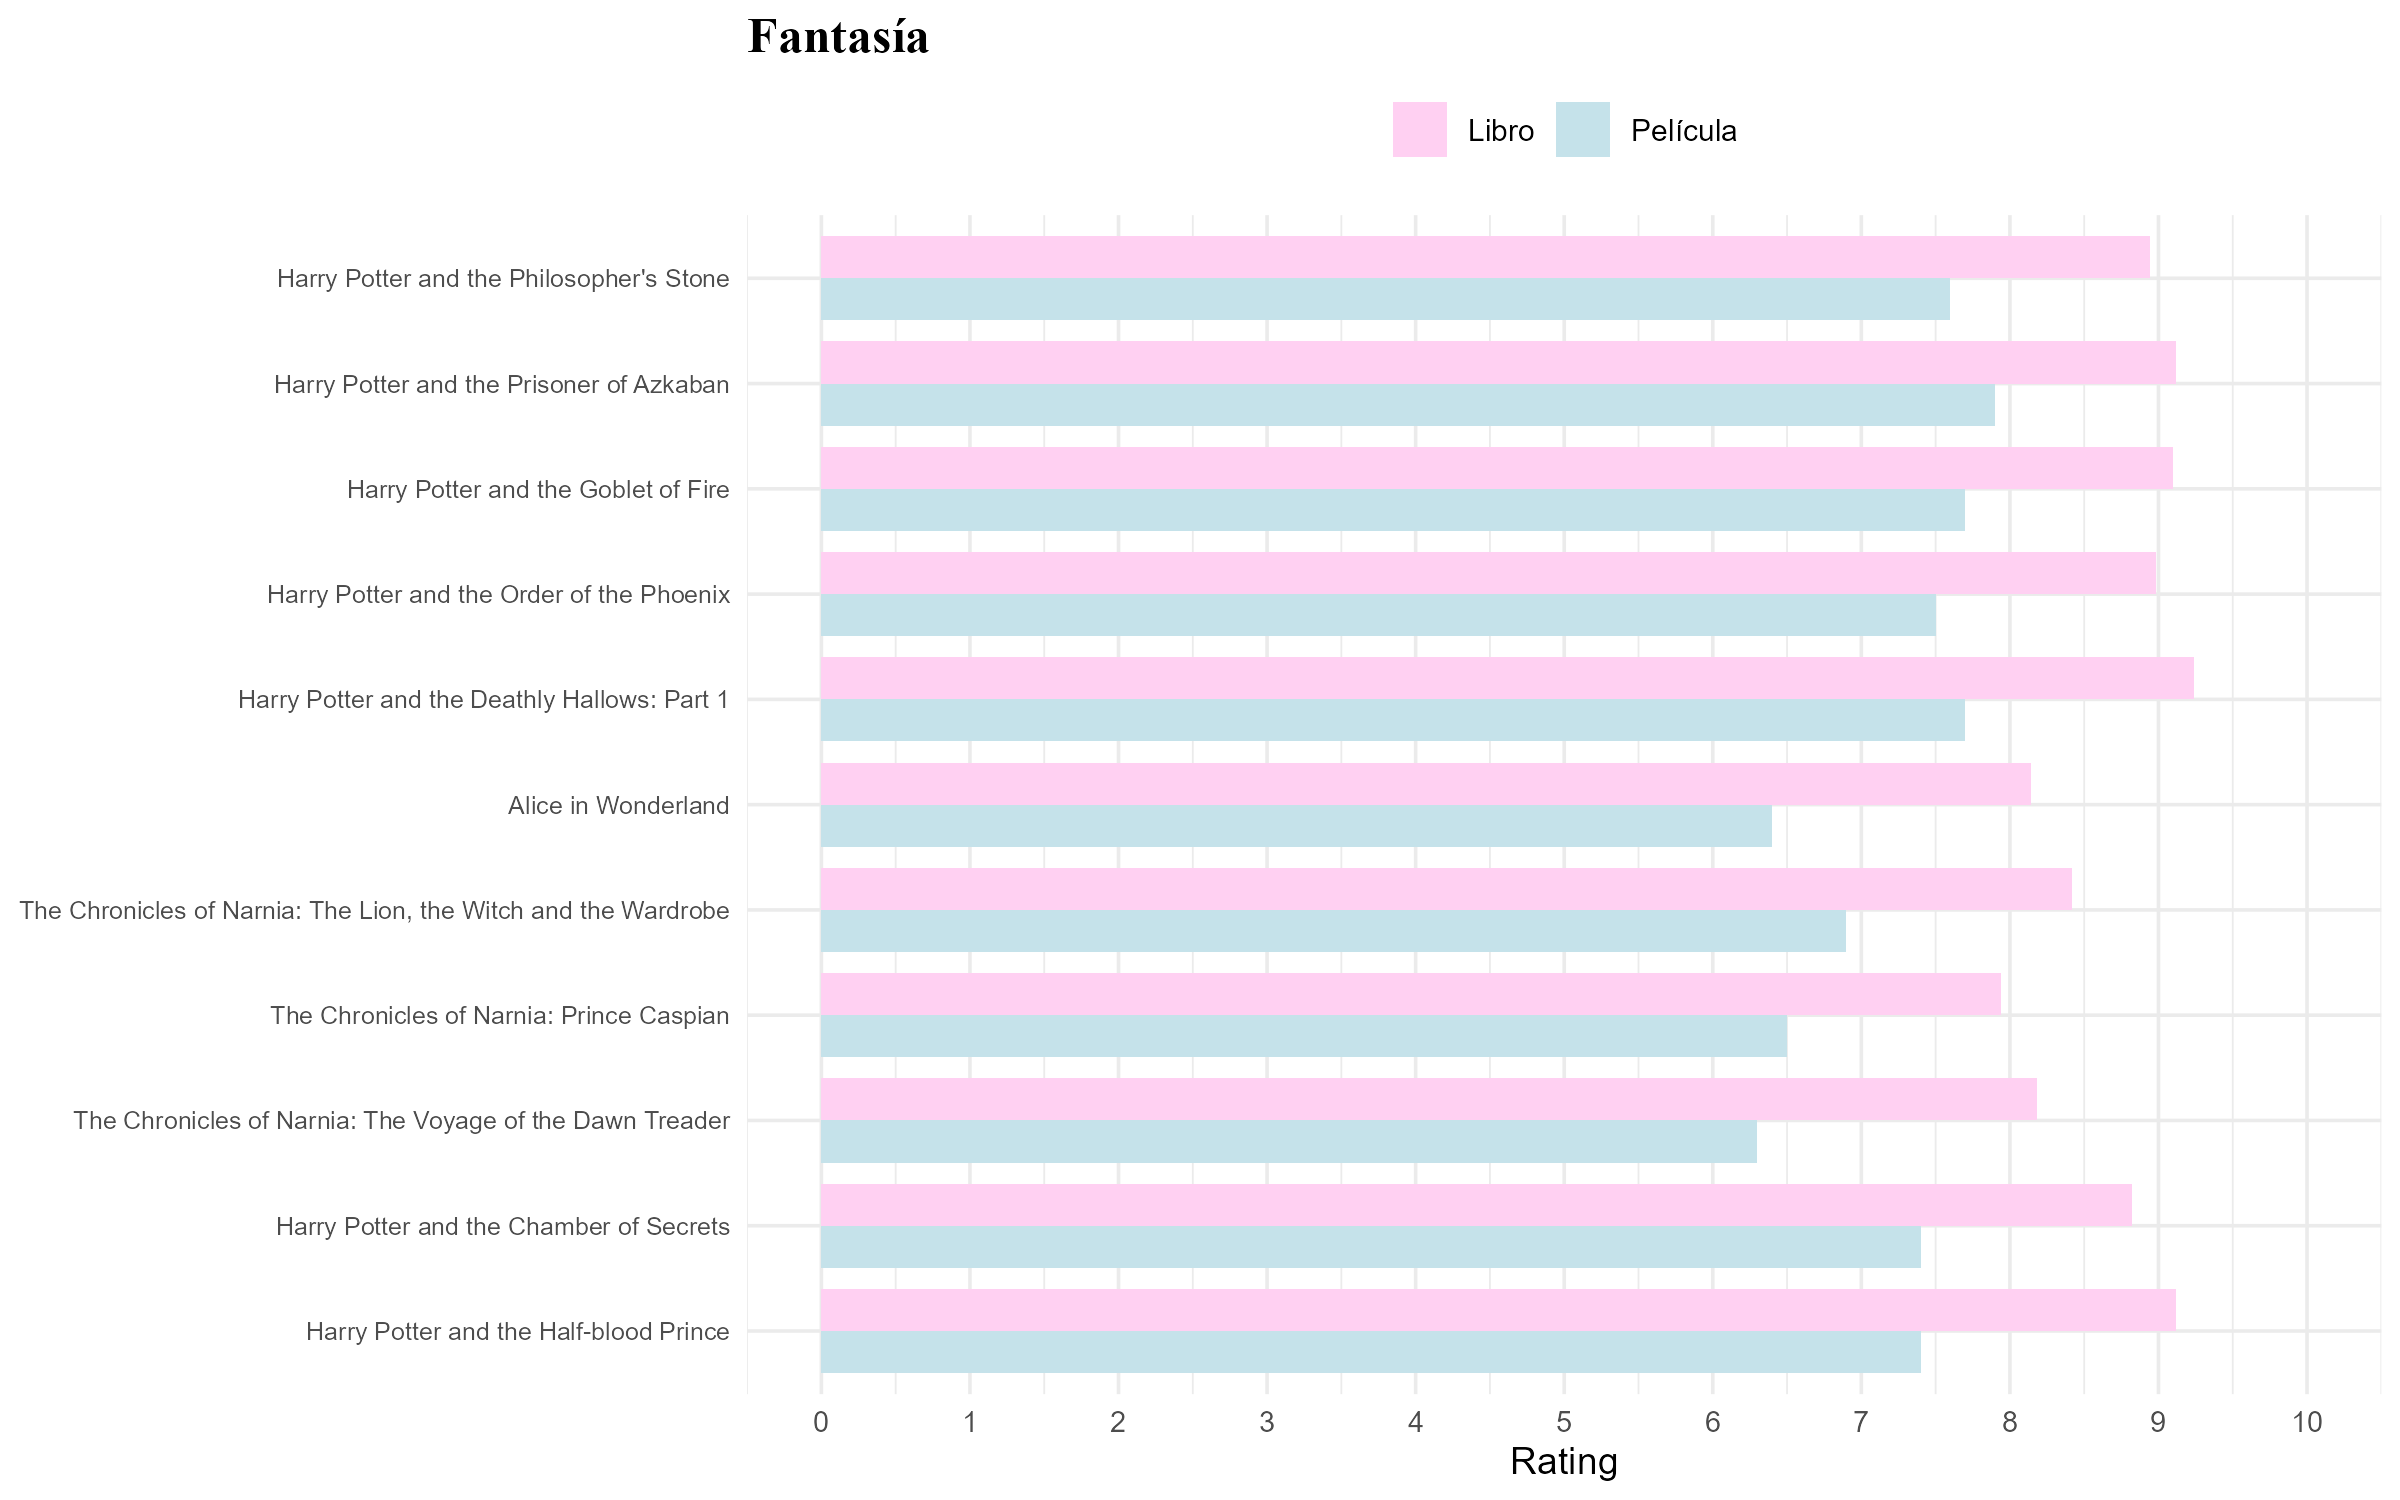 Fantasía
Libro Película
Harry Potter and the Philosopher's Stone
Harry Potter and the Prisoner of Azkaban
Harry Potter and the Goblet of Fire
Harry Potter and the Order of the Phoenix
Harry Potter and the Deathly Hallows: Part 1
Alice in Wonderland
The Chronicles of Narnia: The Lion, the Witch and the Wardrobe
The Chronicles of Narnia: Prince Caspian
The Chronicles of Narnia: The Voyage of the Dawn Treader
Harry Potter and the Chamber of Secrets
Harry Potter and the Half-blood Prince
0 1 2 3 4 5 6 7 8 9 10
Rating